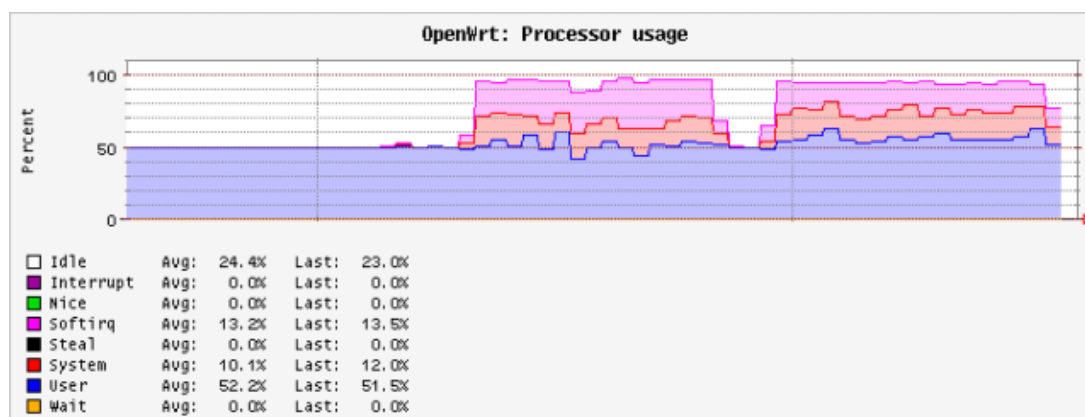 OpenWrt: Processor usage
Percent
100
50
0
Idle Avg: 24.4% Last: 23.0%
Interrupt Avg: 0.0% Last: 0.0%
Nice Avg: 0.0% Last: 0.0%
Softirq Avg: 13.2% Last: 13.5%
Steal Avg: 0.0% Last: 0.0%
System Avg: 10.1% Last: 12.0%
User Avg: 52.2% Last: 51.5%
Wait Avg: 0.0% Last: 0.0%